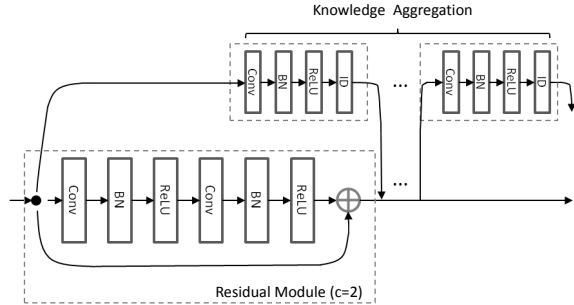 Knowledge Aggregation
Conv
BN
ReLU
ID
...
Conv
BN
ReLU
ID
...
Conv
BN
ReLU
Conv
BN
ReLU
Residual Module (c=2)